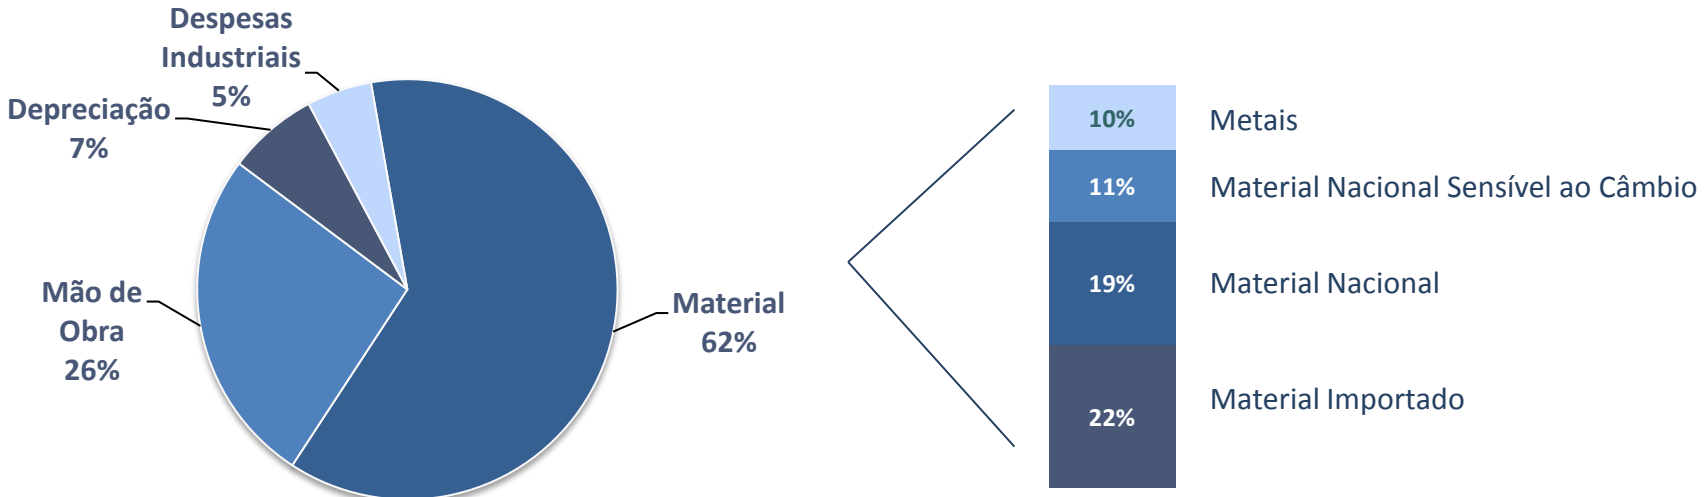 Despesas
Industriais
5%
Depreciação
7%
Mão de
Obra
26%
Material
62%
10% Metais
11% Material Nacional Sensível ao Câmbio
19% Material Nacional
22% Material Importado